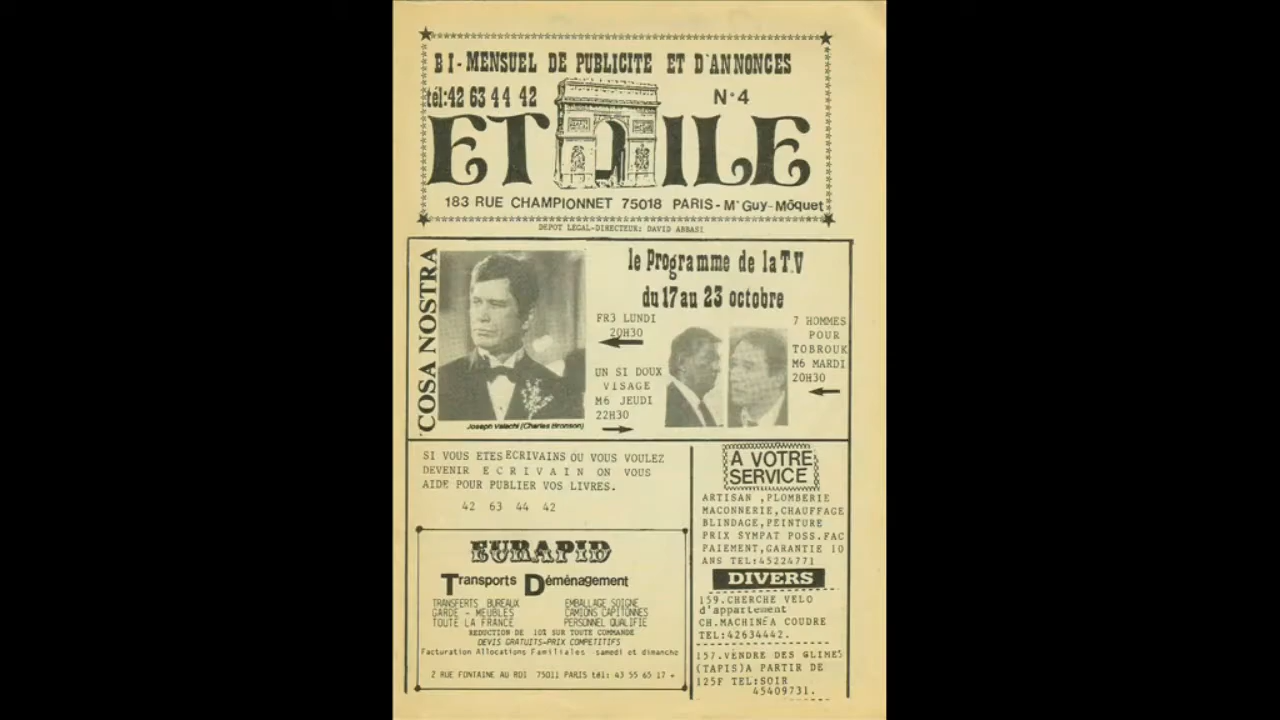 BI-MENSUEL DE PUBLICITE ET D'ANNONCES
tél:42 63 44 42
N°4
ETOILE
183 RUE CHAMPIONNET 75018 PARIS-M° Guy-Môquet
DEPOT LEGAL-DIRECTEUR: DAVID ABBASI
COSA NOSTRA
Joseph Valachi (Charles Bronson)
le Programme de la T.V
du 17 au 23 octobre
FR3 LUNDI
20H30
UN SI DOUX
VISAGE
M6 JEUDI
22H30
7 HOMMES
POUR
TOBROUK
M6 MARDI
20H30
SI VOUS ETES ECRIVAINS OU VOUS VOULEZ
DEVENIR E C R I V A I N ON VOUS
AIDE POUR PUBLIER VOS LIVRES.
42 63 44 42
EURAPID
Transports Déménagement
TRANSFERTS BUREAUX
GARDE - MEUBLES
TOUTE LA FRANCE
EMBALLAGE SOIGNE
CAMIONS CAPITONNES
PERSONNEL QUALIFIE
REDUCTION DE 10% SUR TOUTE COMMANDE
DEVIS GRATUITS-PRIX COMPETITIFS
Facturation Allocations Familiales samedi et dimanche
2 RUE FONTAINE AU ROI 75011 PARIS tél: 43 55 65 17 +
A VOTRE
SERVICE
ARTISAN ,PLOMBERIE
MACONNERIE,CHAUFFAGE
BLINDAGE,PEINTURE
PRIX SYMPAT POSS.FAC
PAIEMENT,GARANTIE 10
ANS TEL:45224771
DIVERS
159.CHERCHE VELO
d'appartement
CH.MACHINE A COUDRE
TEL:42634442.
157.VENDRE DES GLIMES
(TAPIS)A PARTIR DE
125F TEL:SOIR
45409731.